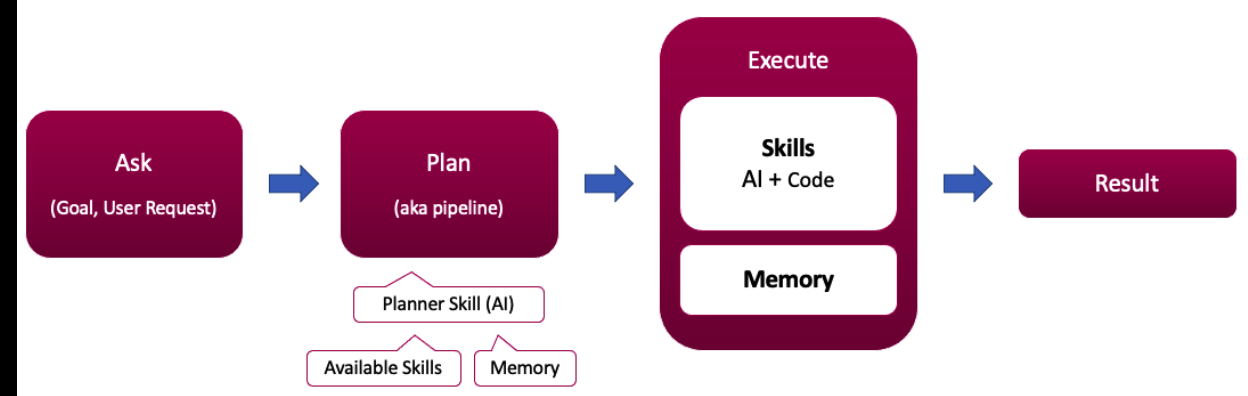 Ask
(Goal, User Request)
Plan
(aka pipeline)
Planner Skill (AI)
Available Skills
Memory
Execute
Skills
AI + Code
Memory
Result